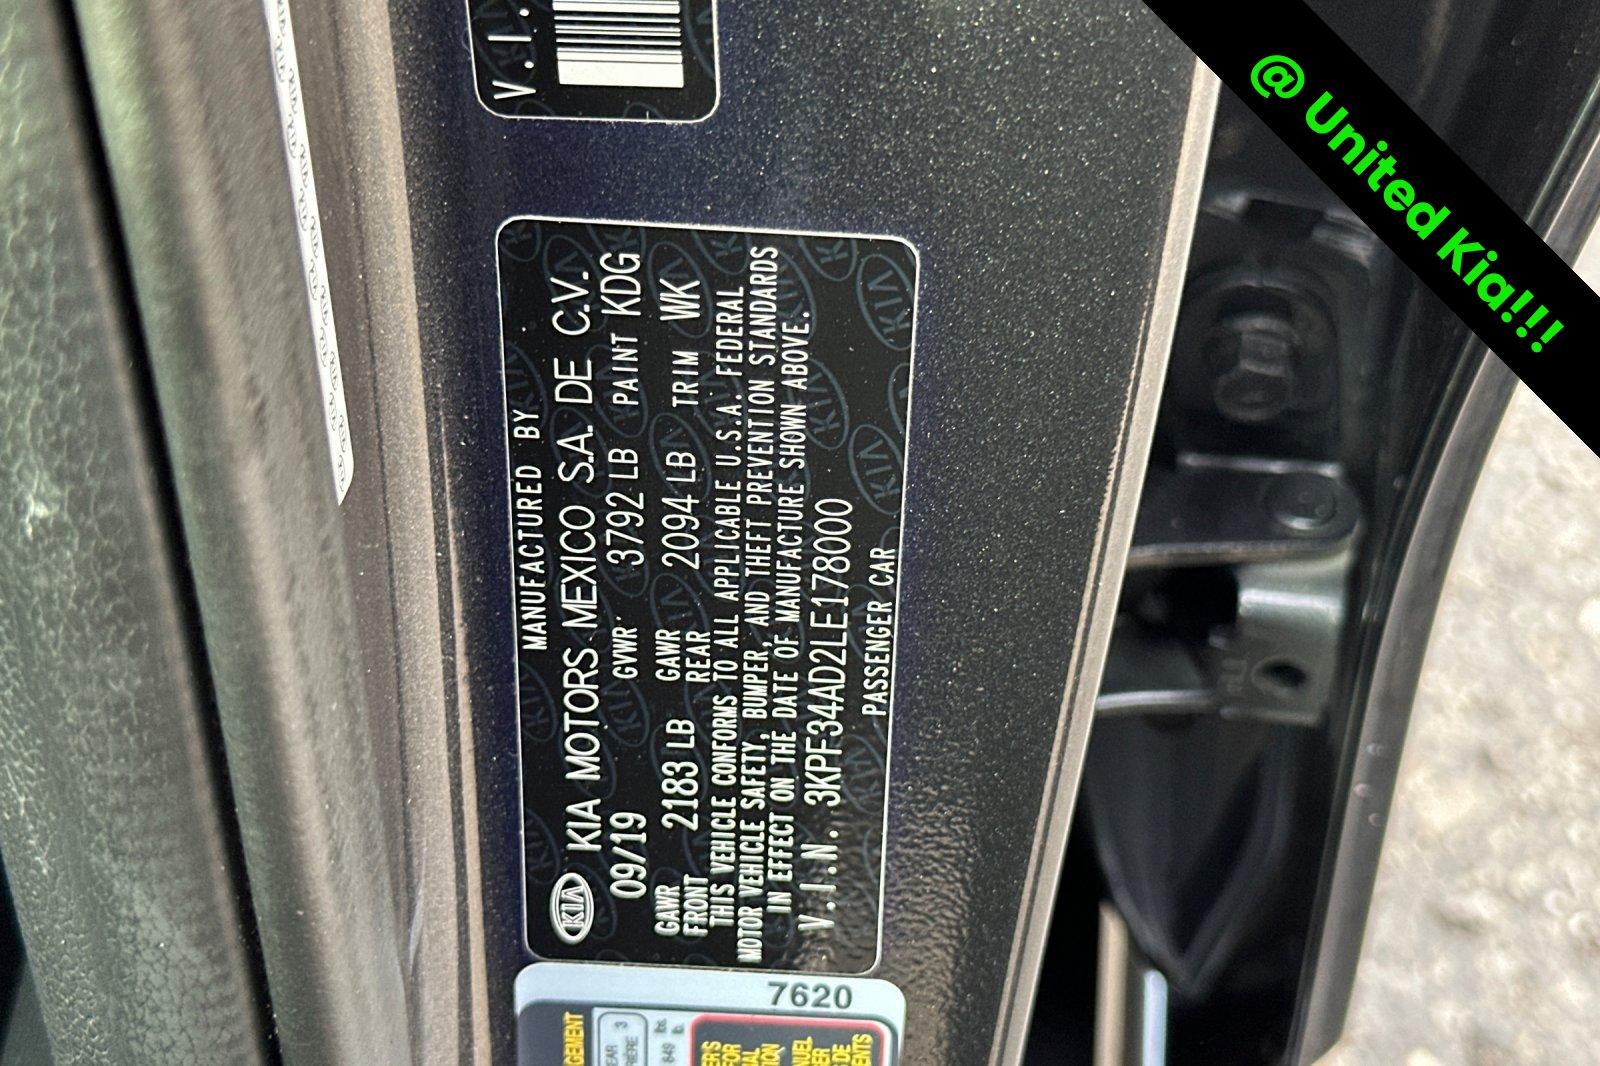 V.I.
MANUFACTURED BY
KIA KIA MOTORS MEXICO S.A. DE C.V.
09/19 GVWR 3792 LB PAINT KDG
GAWR FRONT 2183 LB GAWR REAR 2094 LB TRIM WK
THIS VEHICLE CONFORMS TO ALL APPLICABLE U.S.A. FEDERAL
MOTOR VEHICLE SAFETY, BUMPER, AND THEFT PREVENTION STANDARDS
IN EFFECT ON THE DATE OF MANUFACTURE SHOWN ABOVE.
V.I.N. 3KPF34AD2LE178000
PASSENGER CAR
7620
@ United Kia!!!